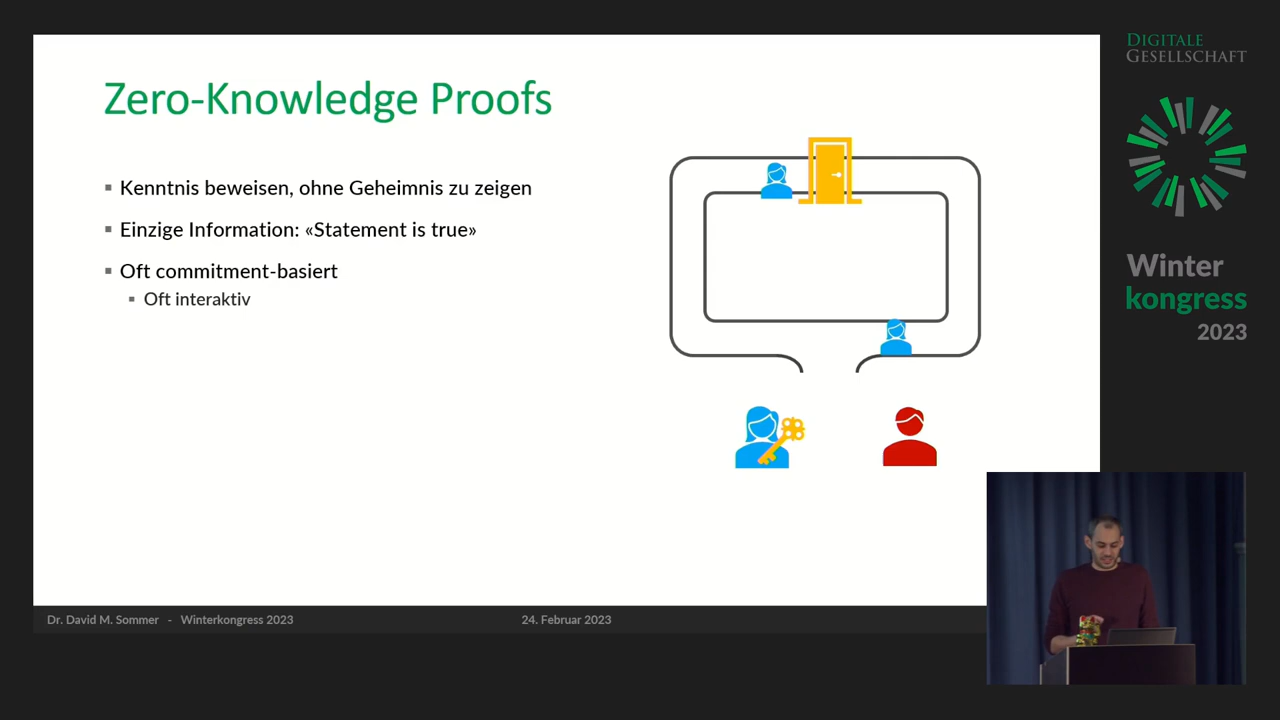 Zero-Knowledge Proofs
Kenntnis beweisen, ohne Geheimnis zu zeigen
Einzige Information: «Statement is true»
Oft commitment-basiert
Oft interaktiv
Dr. David M. Sommer - Winterkongress 2023
24. Februar 2023
DIGITALE
GESELLSCHAFT
Winter
kongress
2023